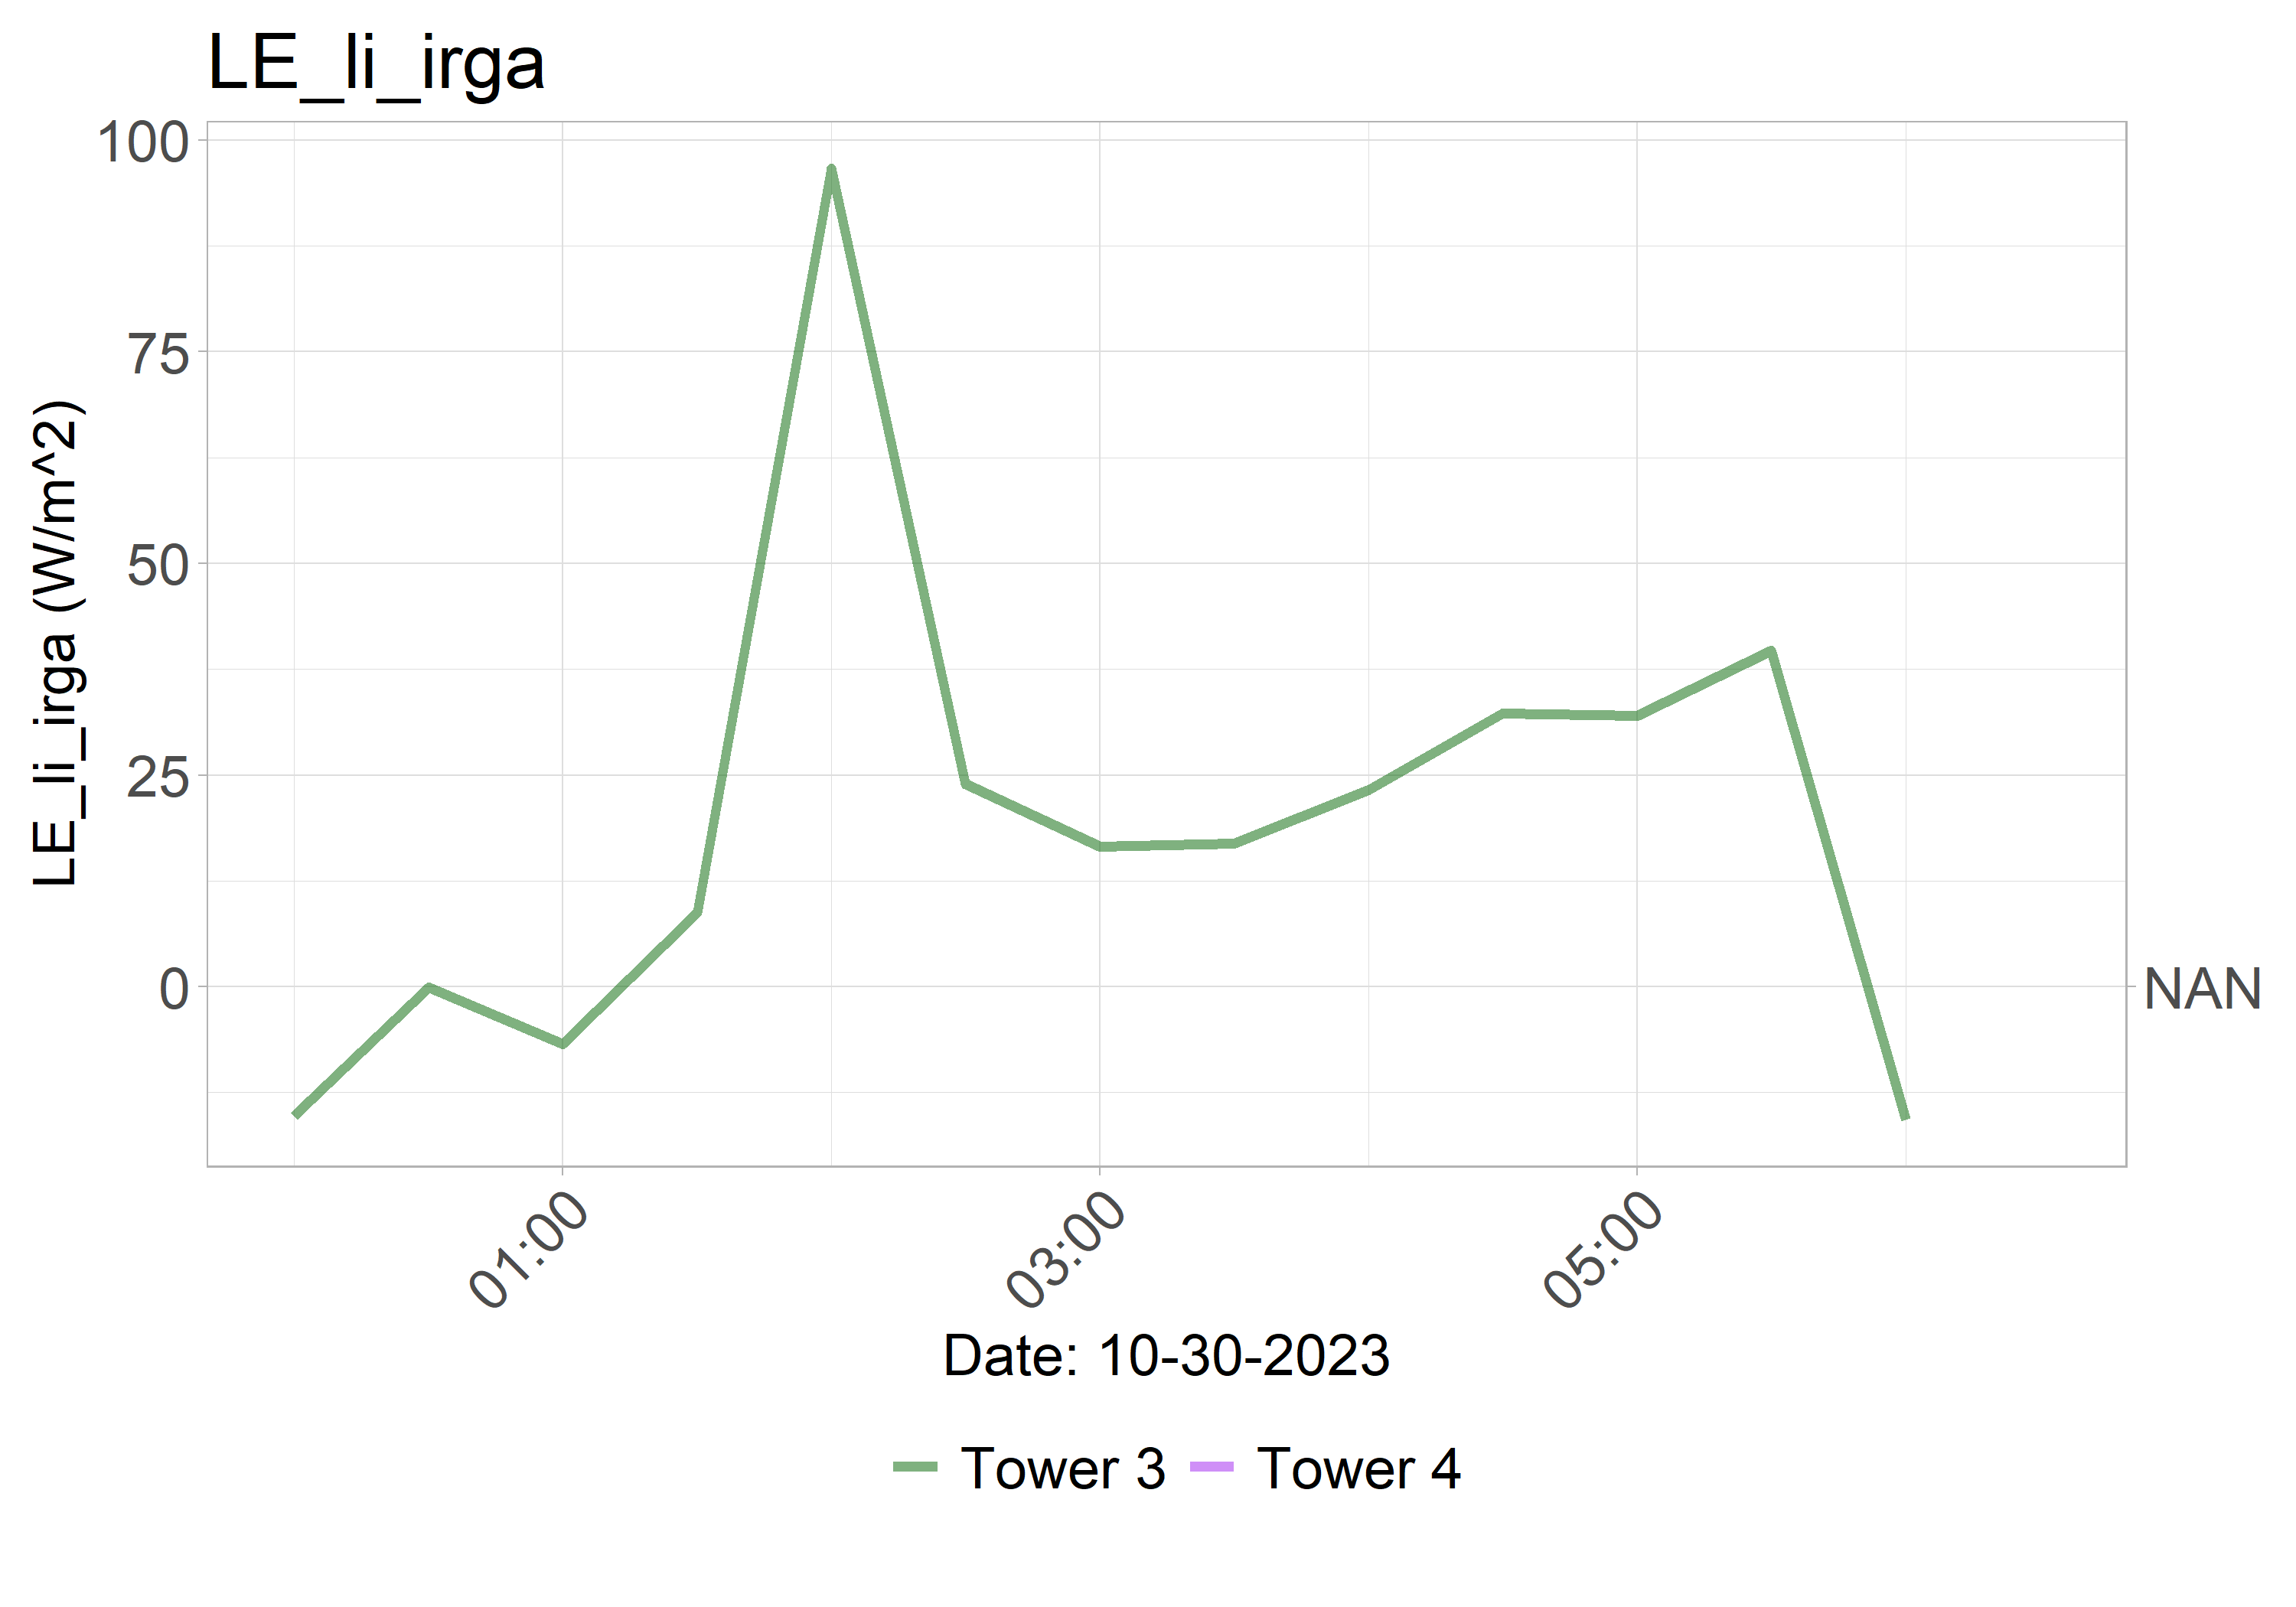 LE_li_irga
100
75
50
25
0
LE_li_irga (W/m^2)
NAN
01:00
03:00
05:00
Date: 10-30-2023
Tower 3
Tower 4